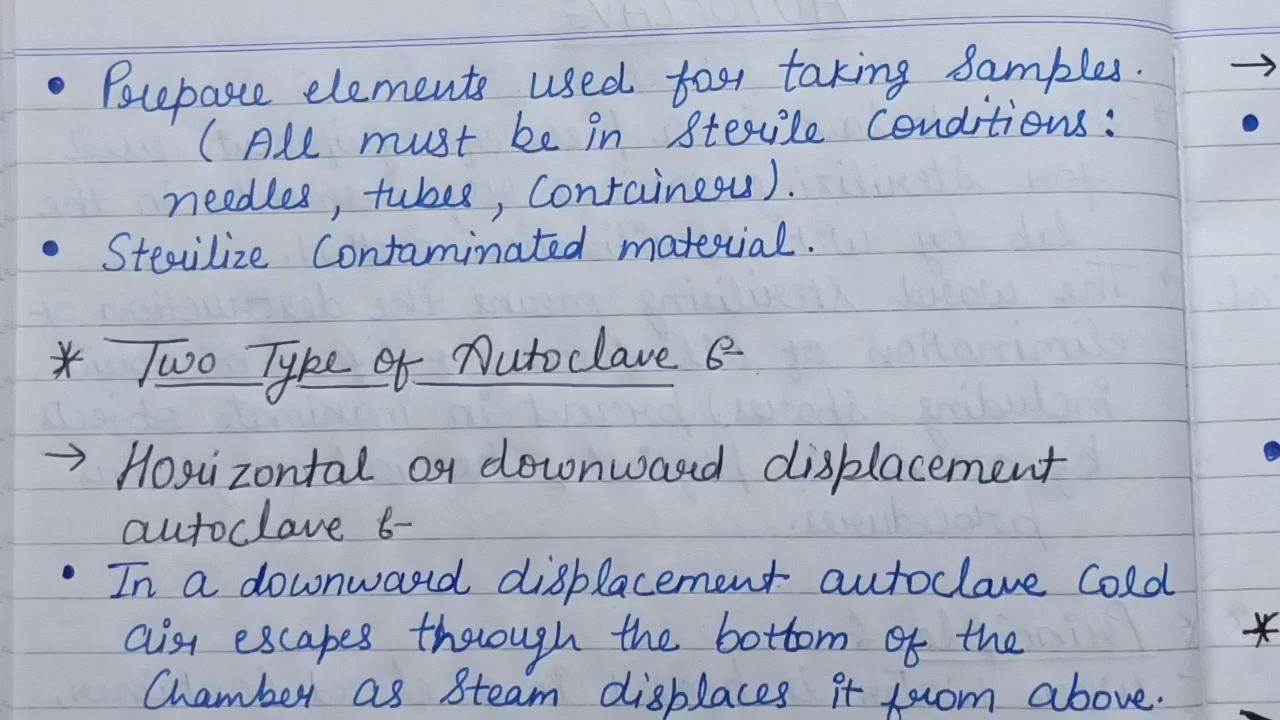 • Prepare elements used for taking samples.
(All must be in sterile conditions:
needles, tubes, containers).
• Sterilize contaminated material.
* Two Type of Autoclave :-
→ Horizontal or downward displacement
autoclave :-
• In a downward displacement autoclave cold
air escapes through the bottom of the
chamber as steam displaces it from above.